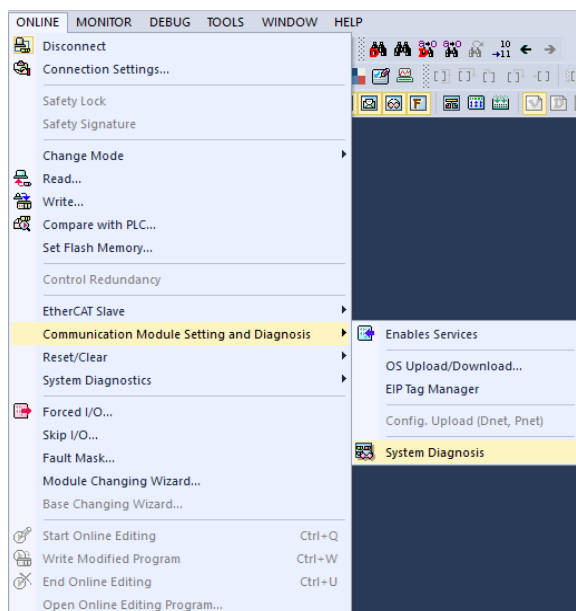 ONLINE MONITOR DEBUG TOOLS WINDOW HELP
Disconnect
Connection Settings...
Safety Lock
Safety Signature
Change Mode
Read...
Write...
Compare with PLC...
Set Flash Memory...
Control Redundancy
EtherCAT Slave
Communication Module Setting and Diagnosis
Reset/Clear
System Diagnostics
Forced I/O...
Skip I/O...
Fault Mask...
Module Changing Wizard...
Base Changing Wizard...
Start Online Editing Ctrl+Q
Write Modified Program Ctrl+W
End Online Editing Ctrl+U
Open Online Editing Program...
Enables Services
OS Upload/Download...
EIP Tag Manager
Config. Upload (Dnet, Pnet)
System Diagnosis
10
→11
F